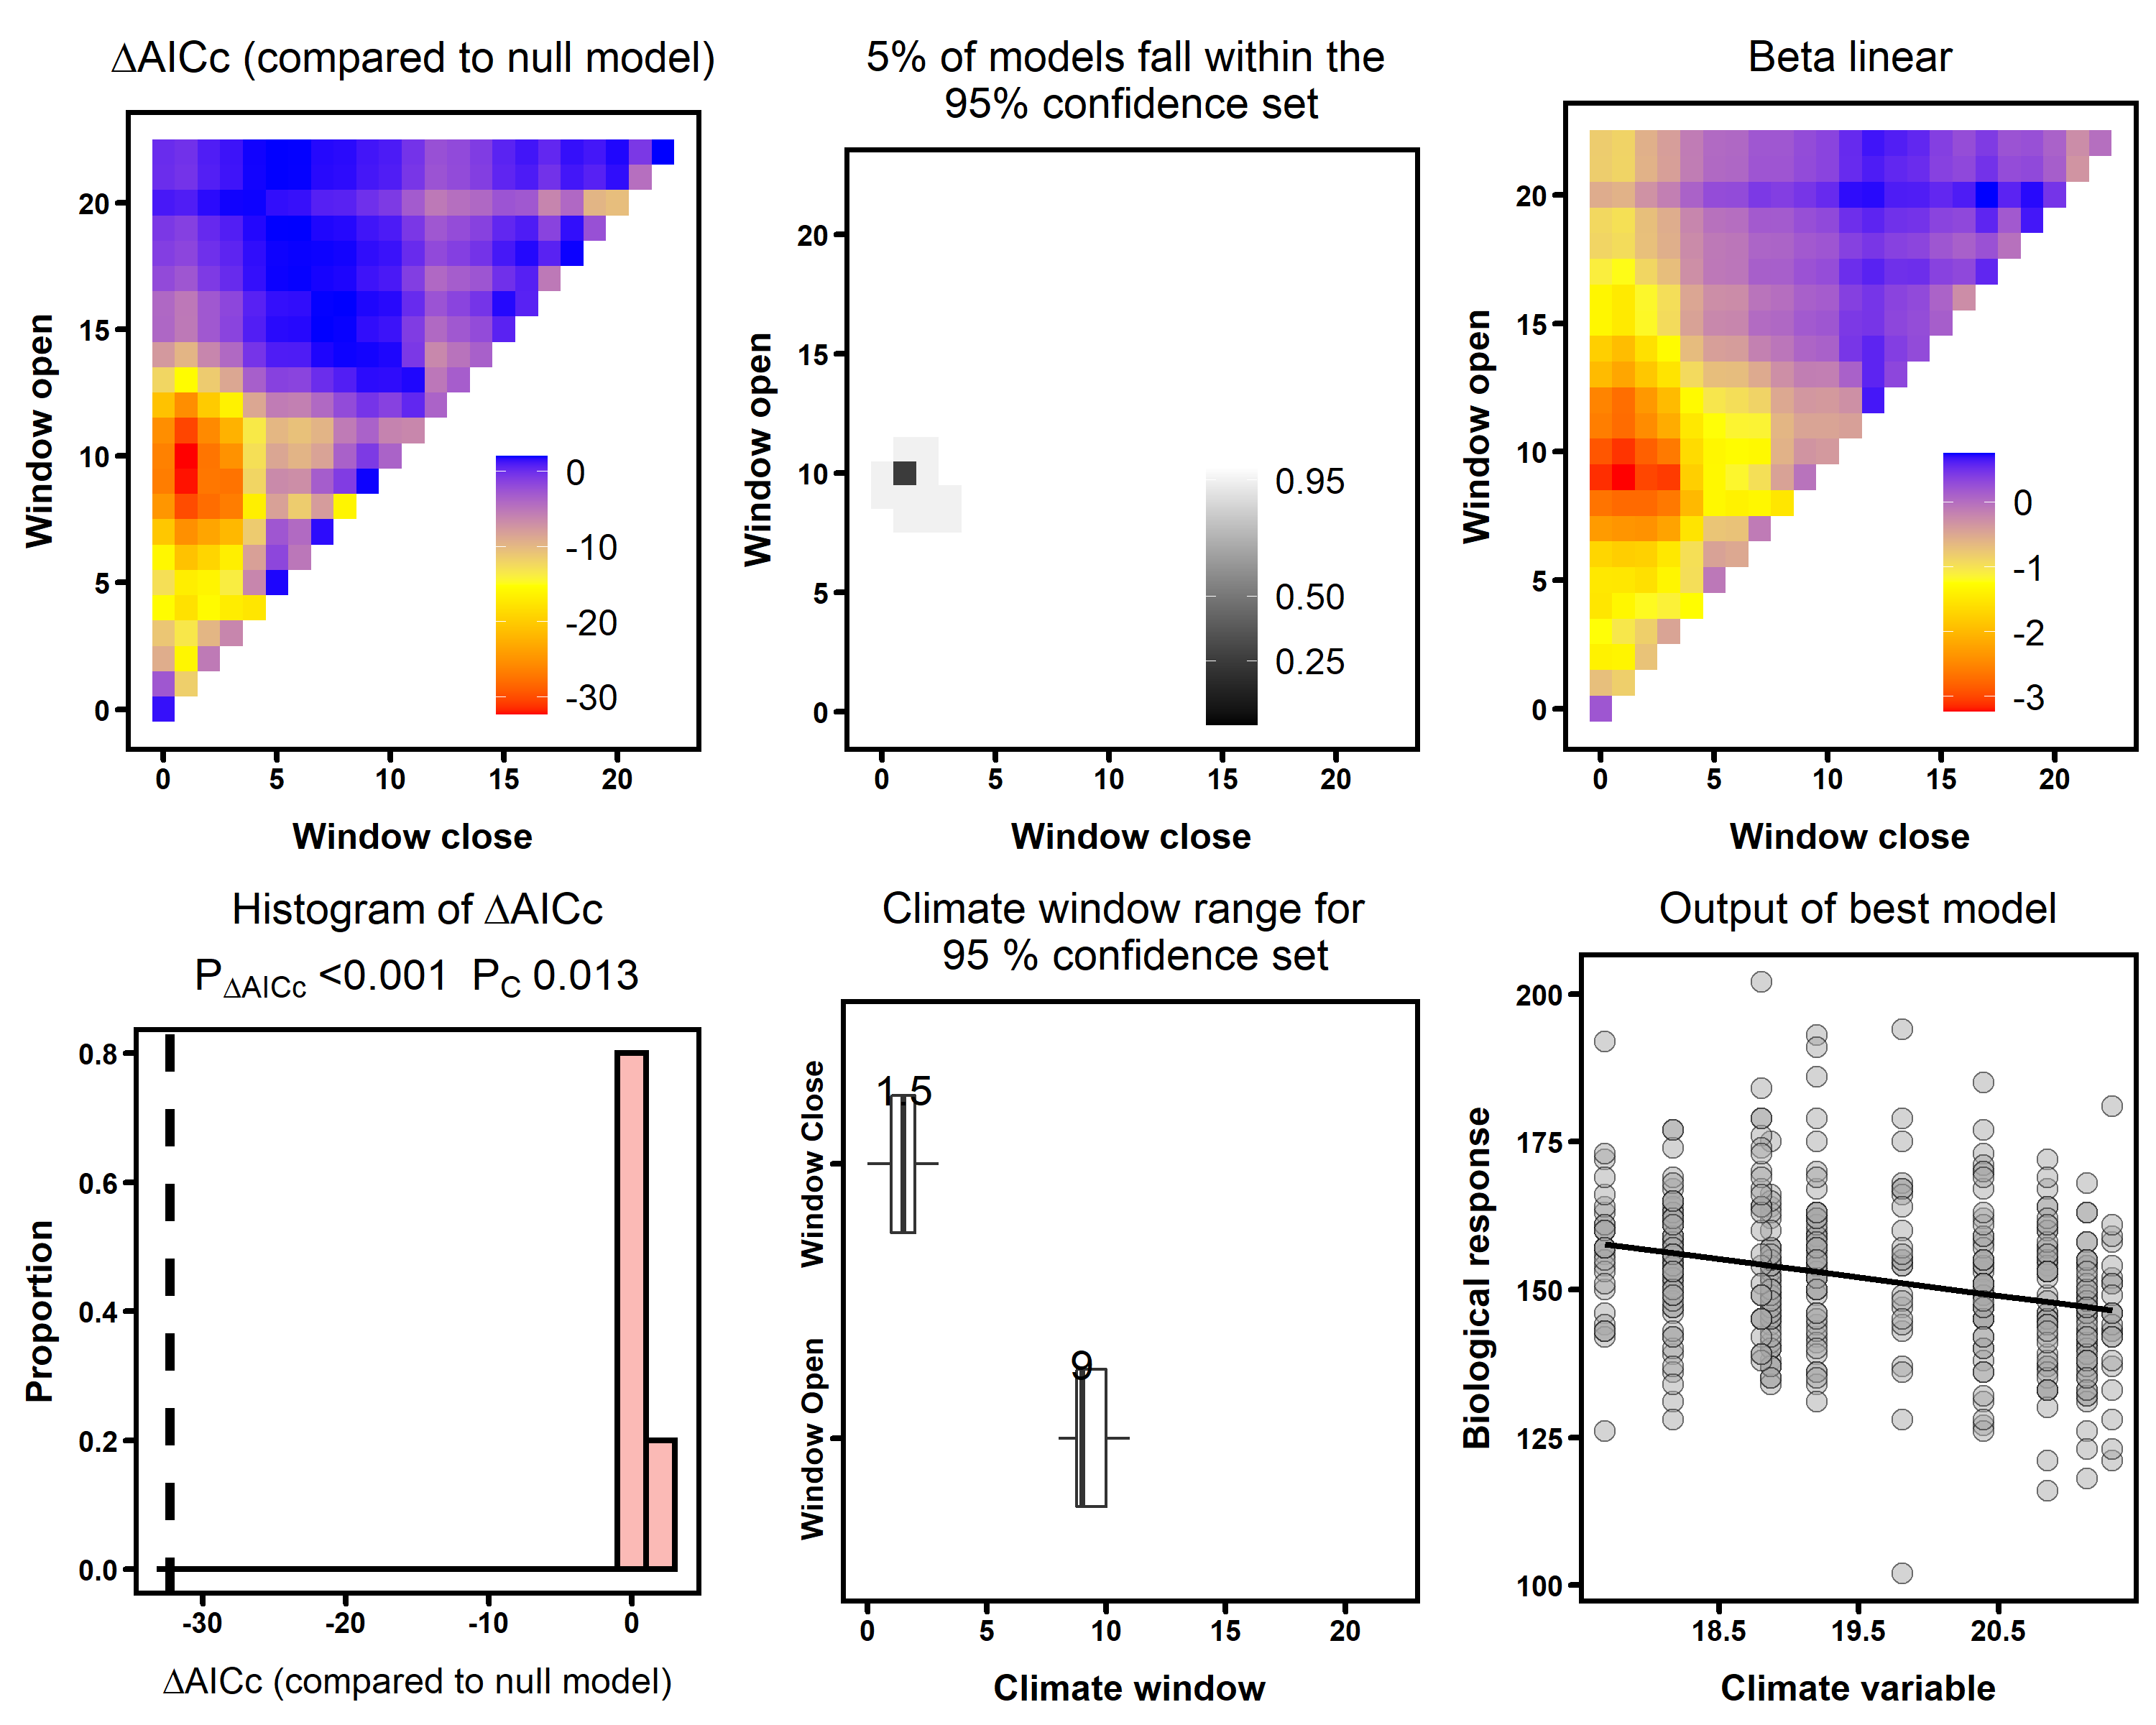 ΔAICc (compared to null model)
20
15
10
5
0
Window open
0
-10
-20
-30
0 5 10 15 20
Window close
5% of models fall within the
95% confidence set
20
15
10
5
0
Window open
0.95
0.50
0.25
0 5 10 15 20
Window close
Beta linear
20
15
10
5
0
Window open
0
-1
-2
-3
0 5 10 15 20
Window close
Histogram of ΔAICc
PΔAICc <0.001 PC 0.013
0.8
0.6
0.4
0.2
0.0
Proportion
-30 -20 -10 0
ΔAICc (compared to null model)
Climate window range for
95 % confidence set
Window Close
1.5
Window Open
9
0 5 10 15 20
Climate window
Output of best model
200
175
150
125
100
Biological response
18.5 19.5 20.5
Climate variable